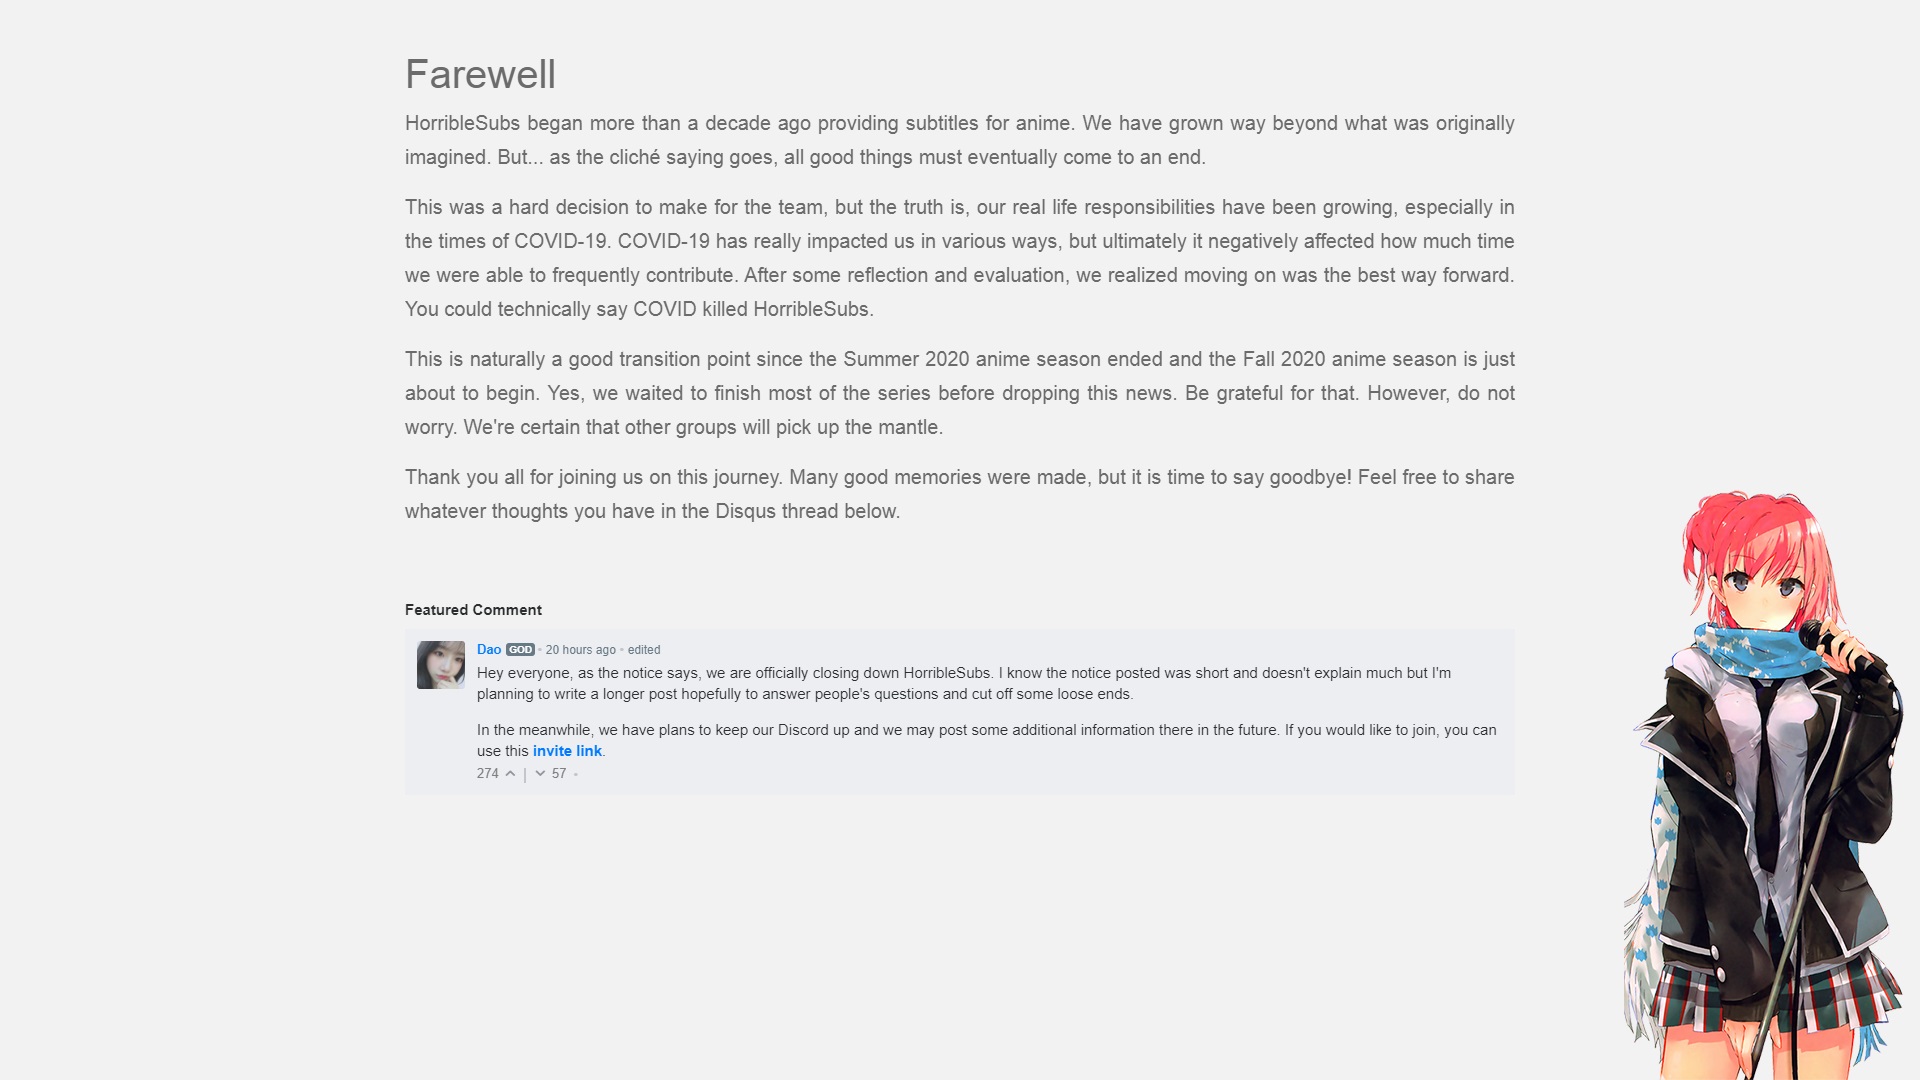 Farewell
HorribleSubs began more than a decade ago providing subtitles for anime. We have grown way beyond what was originally
imagined. But... as the cliché saying goes, all good things must eventually come to an end.
This was a hard decision to make for the team, but the truth is, our real life responsibilities have been growing, especially in
the times of COVID-19. COVID-19 has really impacted us in various ways, but ultimately it negatively affected how much time
we were able to frequently contribute. After some reflection and evaluation, we realized moving on was the best way forward.
You could technically say COVID killed HorribleSubs.
This is naturally a good transition point since the Summer 2020 anime season ended and the Fall 2020 anime season is just
about to begin. Yes, we waited to finish most of the series before dropping this news. Be grateful for that. However, do not
worry. We're certain that other groups will pick up the mantle.
Thank you all for joining us on this journey. Many good memories were made, but it is time to say goodbye! Feel free to share
whatever thoughts you have in the Disqus thread below.
Featured Comment
Dao GOD • 20 hours ago • edited
Hey everyone, as the notice says, we are officially closing down HorribleSubs. I know the notice posted was short and doesn't explain much but I'm
planning to write a longer post hopefully to answer people's questions and cut off some loose ends.
In the meanwhile, we have plans to keep our Discord up and we may post some additional information there in the future. If you would like to join, you can
use this invite link.
274 | 57 •